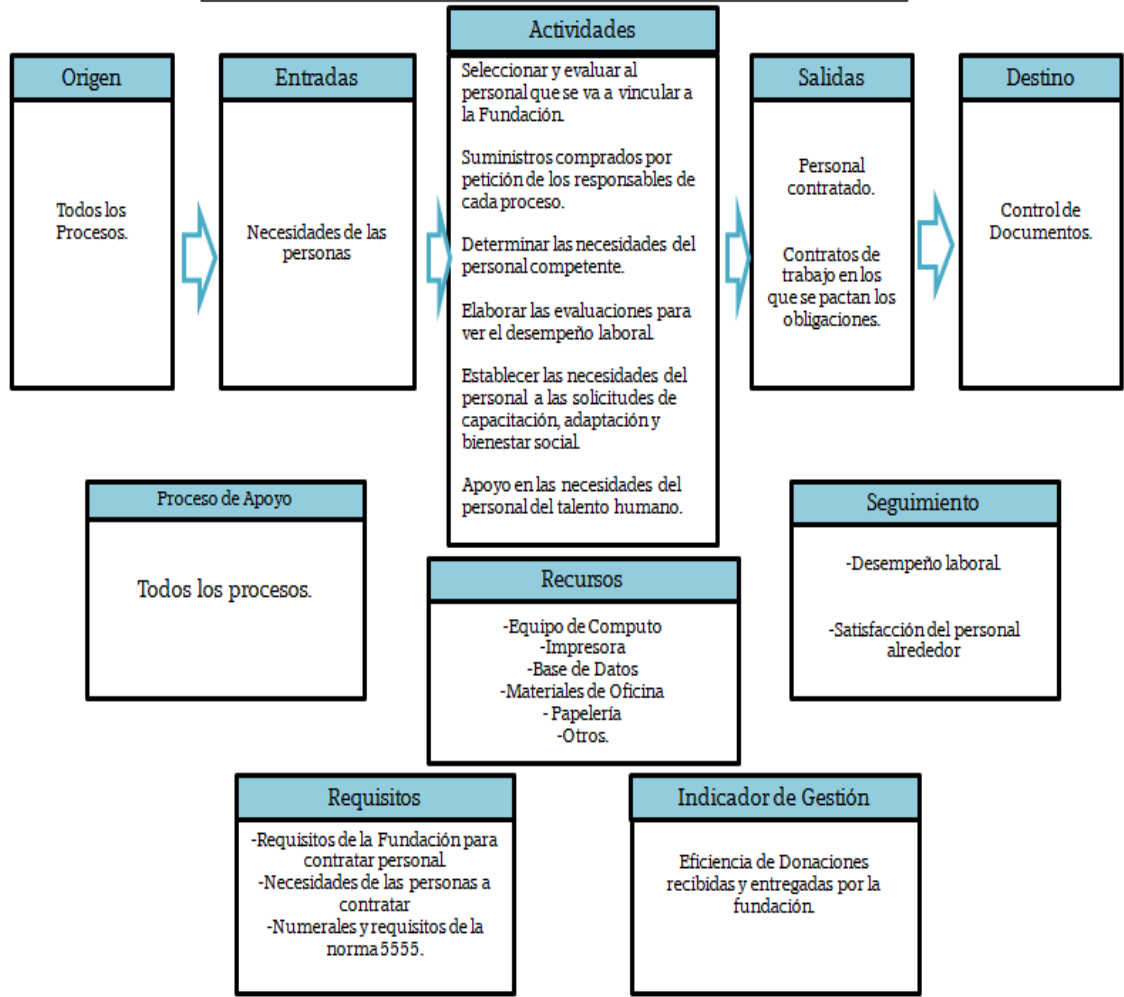 Origen
Todos los
Procesos.
Entradas
Necesidades de las
personas
Actividades
Seleccionar y evaluar al
personal que se va a vincular a
la Fundación.
Suministros comprados por
petición de los responsables de
cada proceso.
Determinar las necesidades del
personal competente.
Elaborar las evaluaciones para
ver el desempeño laboral.
Establecer las necesidades del
personal a las solicitudes de
capacitación, adaptación y
bienestar social.
Apoyo en las necesidades del
personal del talento humano.
Salidas
Personal
contratado.
Contratos de
trabajo en los
que se pactan los
obligaciones.
Destino
Control de
Documentos.
Proceso de Apoyo
Todos los procesos.
Recursos
-Equipo de Computo
-Impresora
-Base de Datos
-Materiales de Oficina
- Papelería
-Otros.
Seguimiento
-Desempeño laboral.
-Satisfacción del personal
alrededor
Requisitos
-Requisitos de la Fundación para
contratar personal.
-Necesidades de las personas a
contratar
-Numerales y requisitos de la
norma 5555.
Indicador de Gestión
Eficiencia de Donaciones
recibidas y entregadas por la
fundación.